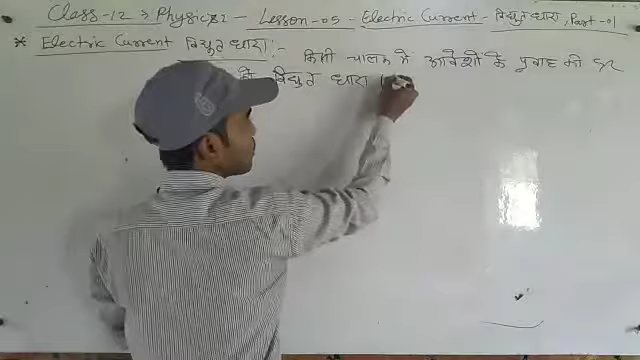 Class-12 Physics Lesson-05 - Electric Current - विद्युत धारा, Part-01
* Electric Current विद्युत धारा :- किसी चालक में आवेशों के प्रवाह की दर
विद्युत धारा